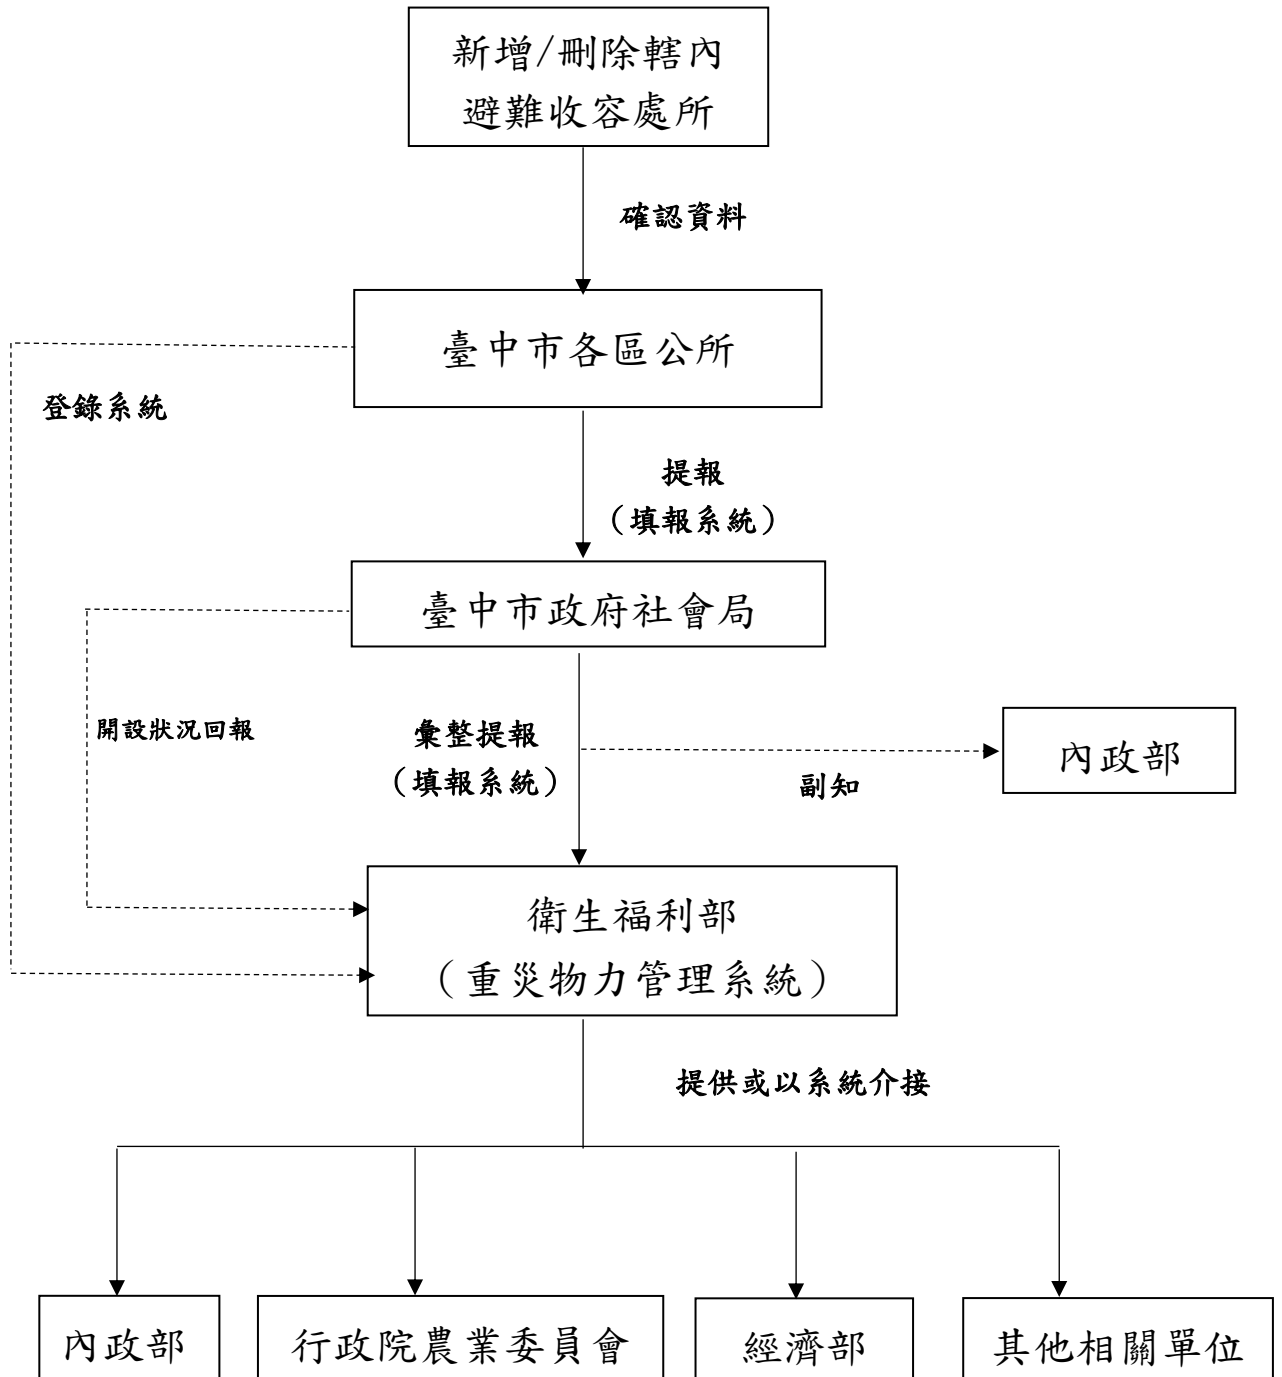 新增/刪除轄內
避難收容處所
確認資料
臺中市各區公所
登錄系統
提報
（填報系統）
臺中市政府社會局
開設狀況回報
彙整提報
（填報系統）
內政部
副知
衛生福利部
（重災物力管理系統）
提供或以系統介接
內政部
行政院農業委員會
經濟部
其他相關單位